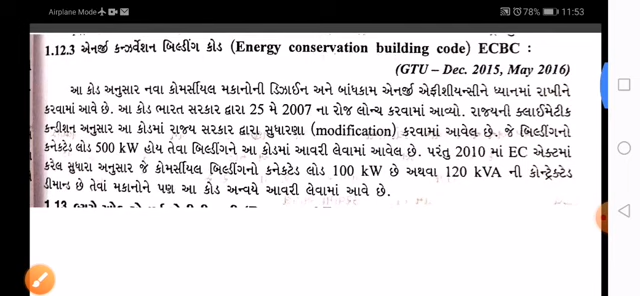 Airplane Mode 78% 11:53
1.12.3 એનર્જી કન્ઝર્વેશન બિલ્ડીંગ કોડ (Energy conservation building code) ECBC :
(GTU – Dec. 2015, May 2016)
આ કોડ અનુસાર નવા કોમર્સીયલ મકાનોની ડિઝાઈન અને બાંધકામ એનર્જી એફીશીયન્સીને ધ્યાનમાં રાખીને
કરવામાં આવે છે. આ કોડ ભારત સરકાર દ્વારા 25 મે 2007 ના રોજ લોન્ચ કરવામાં આવ્યો. રાજ્યની ક્લાઈમેટીક
કન્ડીશન અનુસાર આ કોડમાં રાજ્ય સરકાર દ્વારા સુધારણા (modification) કરવામાં આવેલ છે. જે બિલ્ડીંગનો
કનેકટેડ લોડ 500 kW હોય તેવા બિલ્ડીંગને આ કોડમાં આવરી લેવામાં આવેલ છે. પરંતુ 2010 માં EC એક્ટમાં
કરેલ સુધારા અનુસાર જે કોમર્સીયલ બિલ્ડીંગનો કનેકટેડ લોડ 100 kW છે અથવા 120 kVA ની કોન્ટ્રેક્ટેડ
ડીમાન્ડ છે તેવાં મકાનોને પણ આ કોડ અન્વયે આવરી લેવામાં આવે છે.
1.13